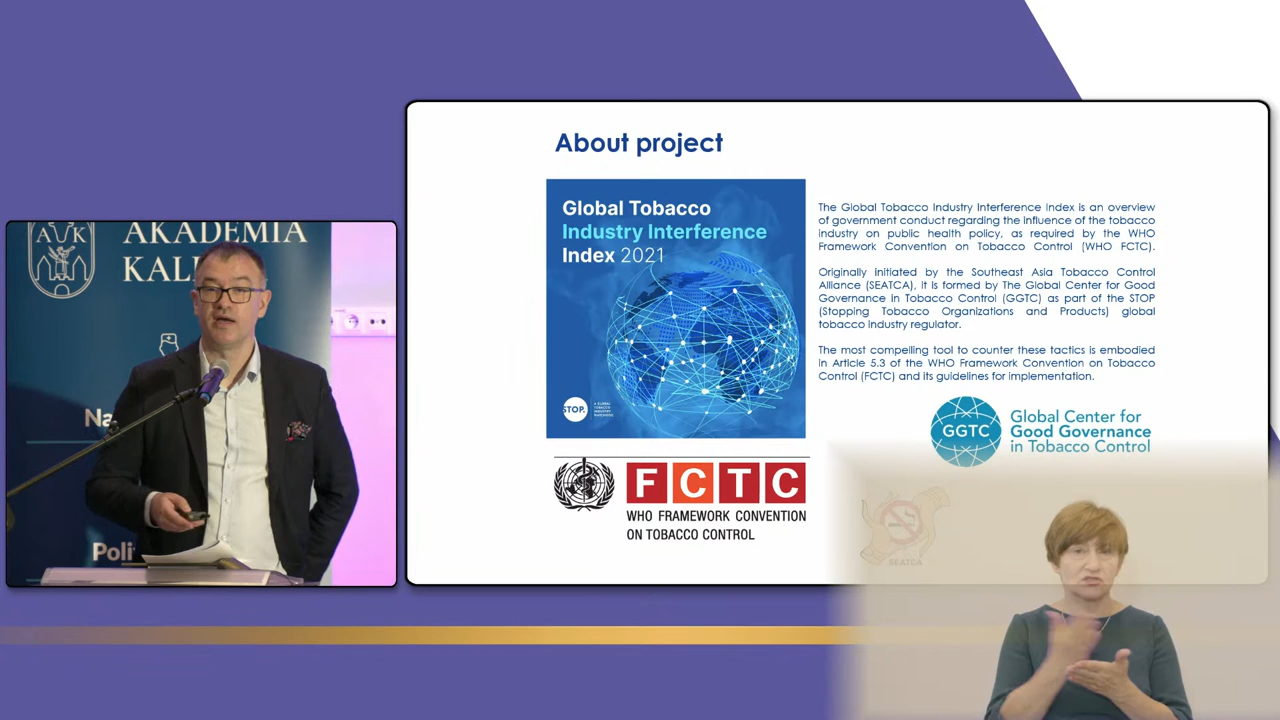 About project
Global Tobacco
Industry Interference
Index 2021
STOP.
A GLOBAL
TOBACCO
INDUSTRY
WATCHDOG
The Global Tobacco Industry Interference Index is an overview
of government conduct regarding the influence of the tobacco
industry on public health policy, as required by the WHO
Framework Convention on Tobacco Control (WHO FCTC).
Originally initiated by the Southeast Asia Tobacco Control
Alliance (SEATCA), it is formed by The Global Center for Good
Governance in Tobacco Control (GGTC) as part of the STOP
(Stopping Tobacco Organizations and Products) global
tobacco industry regulator.
The most compelling tool to counter these tactics is embodied
in Article 5.3 of the WHO Framework Convention on Tobacco
Control (FCTC) and its guidelines for implementation.
GGTC
Global Center for
Good Governance
in Tobacco Control
FCTC
WHO FRAMEWORK CONVENTION
ON TOBACCO CONTROL
SEATCA
AKADEMIA
KALI
A K
Na
Poli